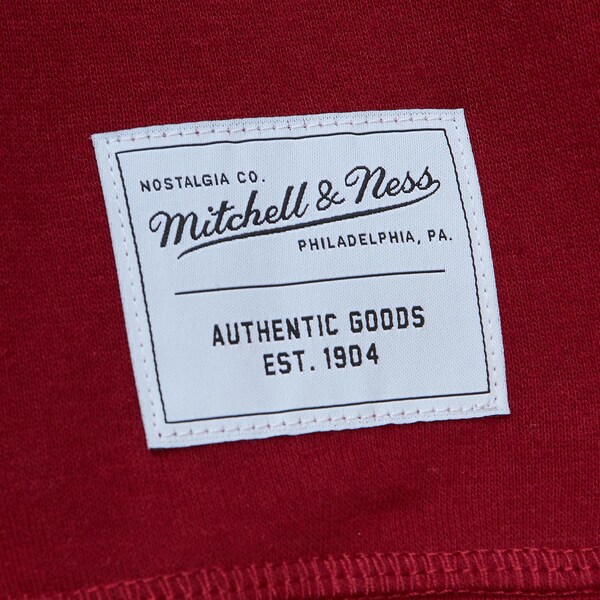 NOSTALGIA CO.
Mitchell & Ness
PHILADELPHIA, PA.
AUTHENTIC GOODS
EST. 1904